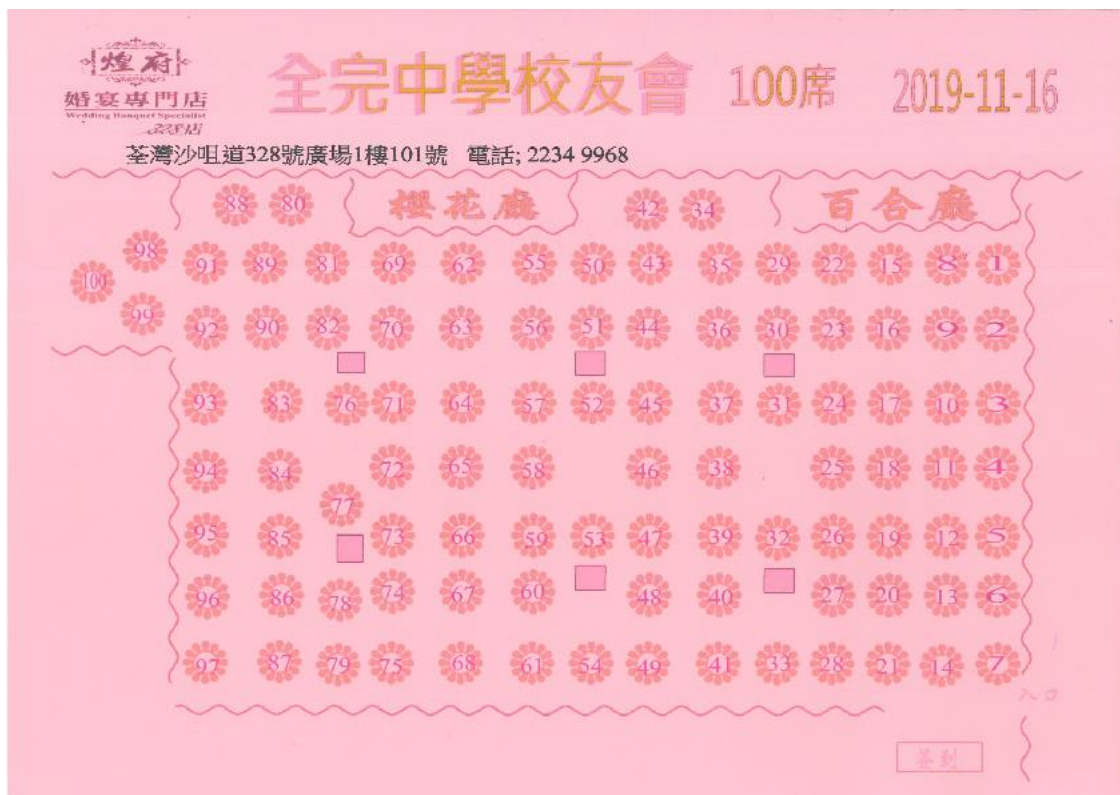 煌府
婚宴專門店
Wedding Banquet Specialist
328店
全完中學校友會 100席 2019-11-16
荃灣沙咀道328號廣場1樓101號 電話; 2234 9968
88 80 櫻花廳 42 34 百合廳
98
100
99
91 89 81 69 62 55 50 43 35 29 22 15 8 1
92 90 82 70 63 56 51 44 36 30 23 16 9 2
93 83 76 71 64 57 52 45 37 31 24 17 10 3
94 84 72 65 58 46 38 25 18 11 4
77
95 85 73 66 59 53 47 39 32 26 19 12 5
96 86 78 74 67 60 48 40 27 20 13 6
97 87 79 75 68 61 54 49 41 33 28 21 14 7
入口
簽到